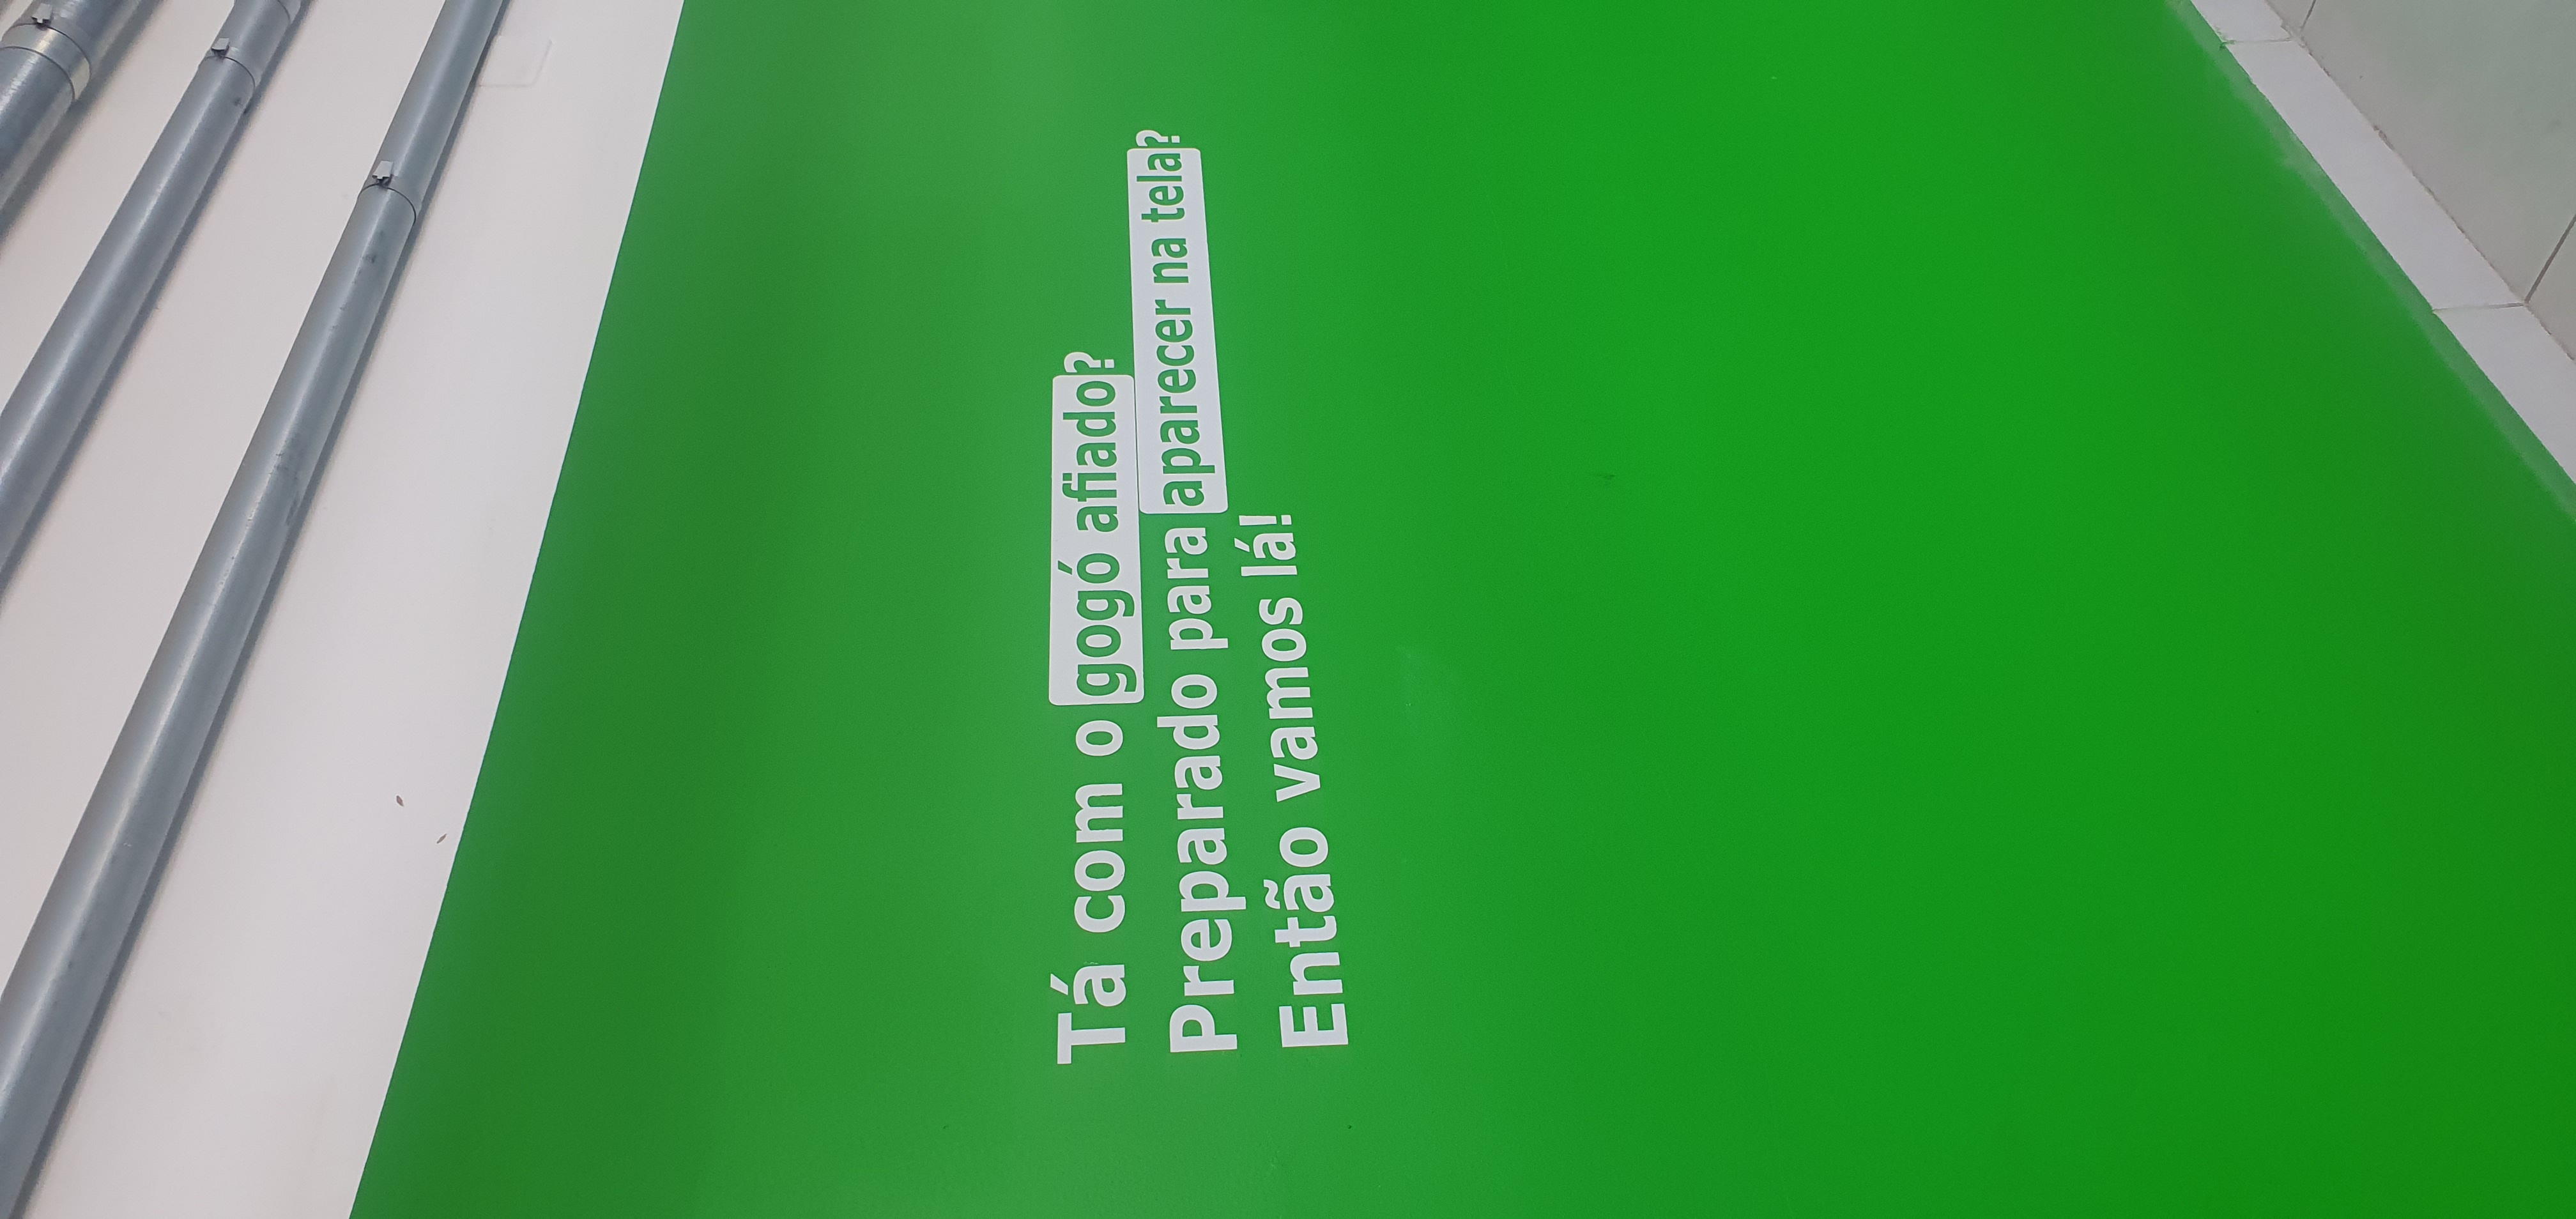 Tá com o gogó afiado?
Preparado para aparecer na tela?
Então vamos lá!